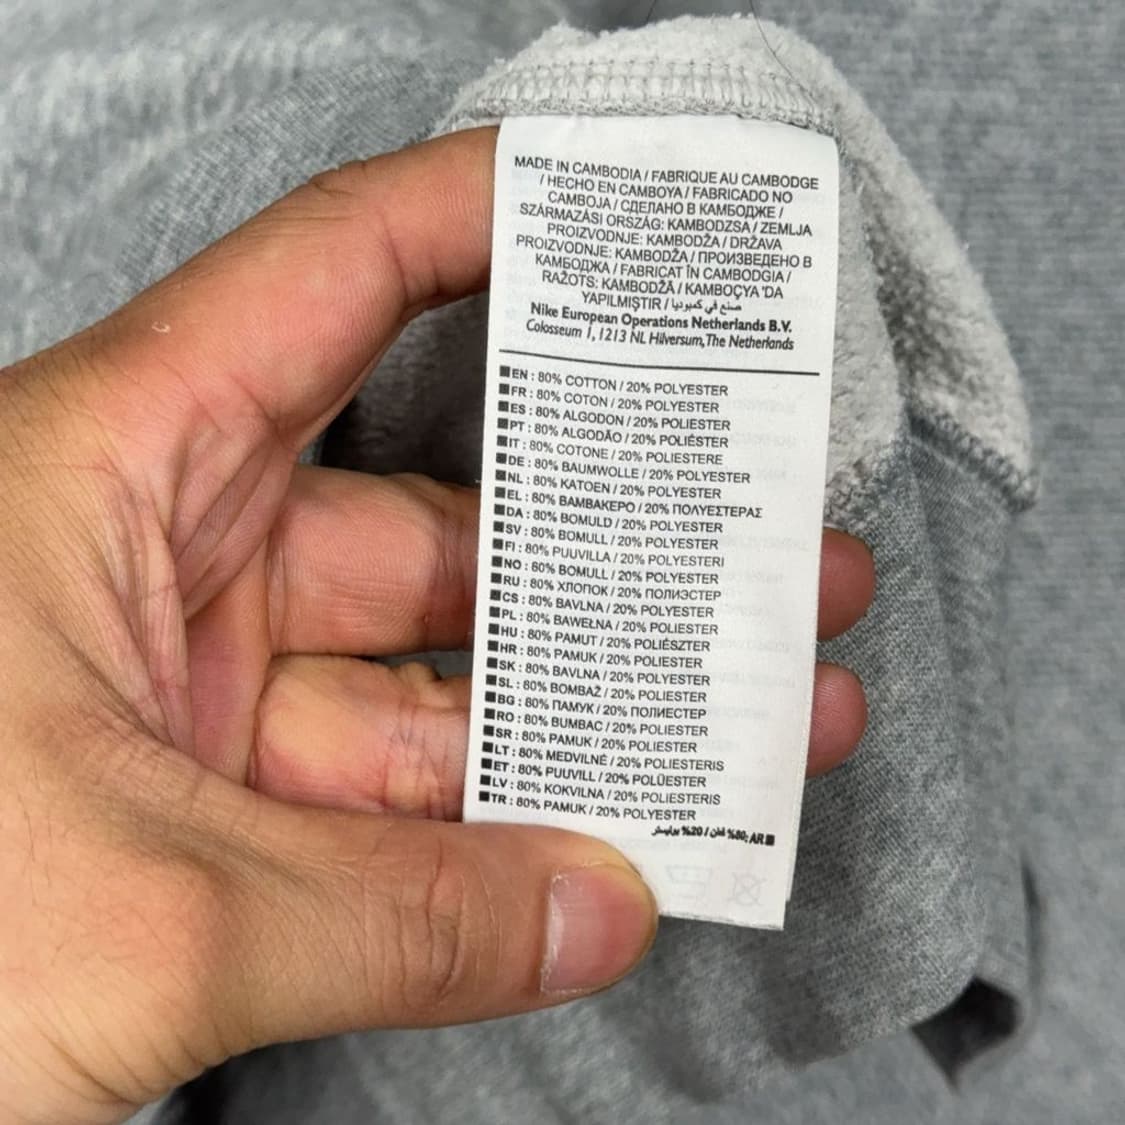 MADE IN CAMBODIA / FABRIQUE AU CAMBODGE
/ HECHO EN CAMBOYA / FABRICADO NO
CAMBOJA / СДЕЛАНО В КАМБОДЖЕ /
SZÁRMAZÁSI ORSZÁG: KAMBODZSA / ZEMLJA
PROIZVODNJE: KAMBODŽA / DRŽAVA
PROIZVODNJE: KAMBODŽA / ПРОИЗВЕДЕНО В
КАМБОДЖА / FABRICAT ÎN CAMBODGIA /
RAŽOTS: KAMBODŽĀ / KAMBOÇYA 'DA
YAPILMIŞTIR / صنع في كمبوديا
Nike European Operations Netherlands B.V.
Colosseum 1, 1213 NL Hilversum, The Netherlands
EN : 80% COTTON / 20% POLYESTER
FR : 80% COTON / 20% POLYESTER
ES : 80% ALGODON / 20% POLIESTER
PT : 80% ALGODÃO / 20% POLIÉSTER
IT : 80% COTONE / 20% POLIESTERE
DE : 80% BAUMWOLLE / 20% POLYESTER
NL : 80% KATOEN / 20% POLYESTER
EL : 80% ΒΑΜΒΑΚΕΡΟ / 20% ΠΟΛΥΕΣΤΕΡΑΣ
DA : 80% BOMULD / 20% POLYESTER
SV : 80% BOMULL / 20% POLYESTER
FI : 80% PUUVILLA / 20% POLYESTERI
NO : 80% BOMULL / 20% POLYESTER
RU : 80% ХЛОПОК / 20% ПОЛИЭСТЕР
CS : 80% BAVLNA / 20% POLYESTER
PL : 80% BAWEŁNA / 20% POLIESTER
HU : 80% PAMUT / 20% POLIÉSZTER
HR : 80% PAMUK / 20% POLIESTER
SK : 80% BAVLNA / 20% POLYESTER
SL : 80% BOMBAŽ / 20% POLIESTER
BG : 80% ПАМУК / 20% ПОЛИЕСТЕР
RO : 80% BUMBAC / 20% POLIESTER
SR : 80% PAMUK / 20% POLIESTER
LT : 80% MEDVILNĖ / 20% POLIESTERIS
ET : 80% PUUVILL / 20% POLÜESTER
LV : 80% KOKVILNA / 20% POLIESTERIS
TR : 80% PAMUK / 20% POLYESTER
AR :80% قطن / 20% بوليستر